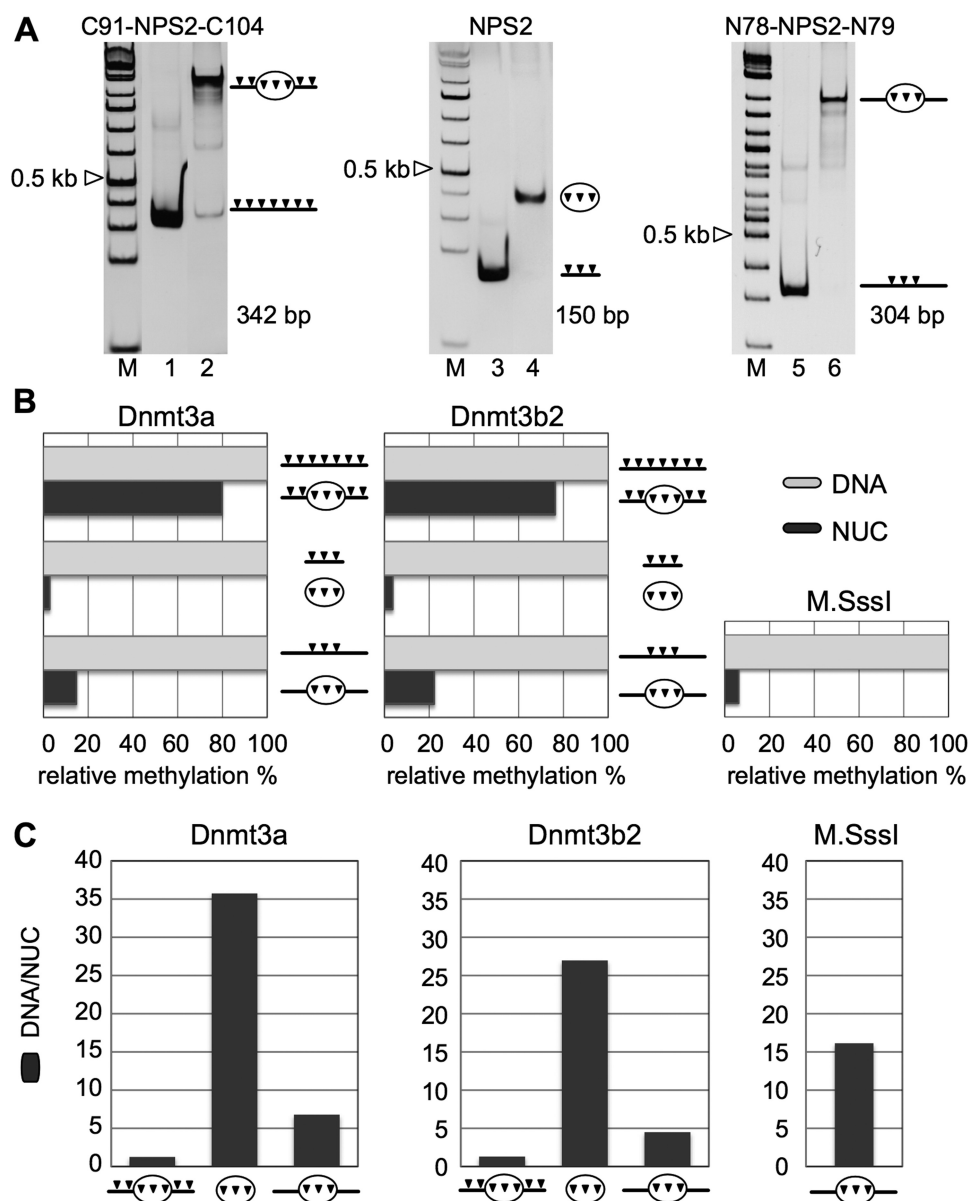 A
C91-NPS2-C104 NPS2 N78-NPS2-N79
0.5 kb
0.5 kb
0.5 kb
342 bp 150 bp 304 bp
M 1 2 M 3 4 M 5 6
B
Dnmt3a Dnmt3b2
DNA
NUC
M.SssI
0 20 40 60 80 100 0 20 40 60 80 100 0 20 40 60 80 100
relative methylation % relative methylation % relative methylation %
C
Dnmt3a Dnmt3b2 M.SssI
40 40 40
35 35 35
30 30 30
25 25 25
20 20 20
15 15 15
10 10 10
5 5 5
0 0 0
DNA/NUC